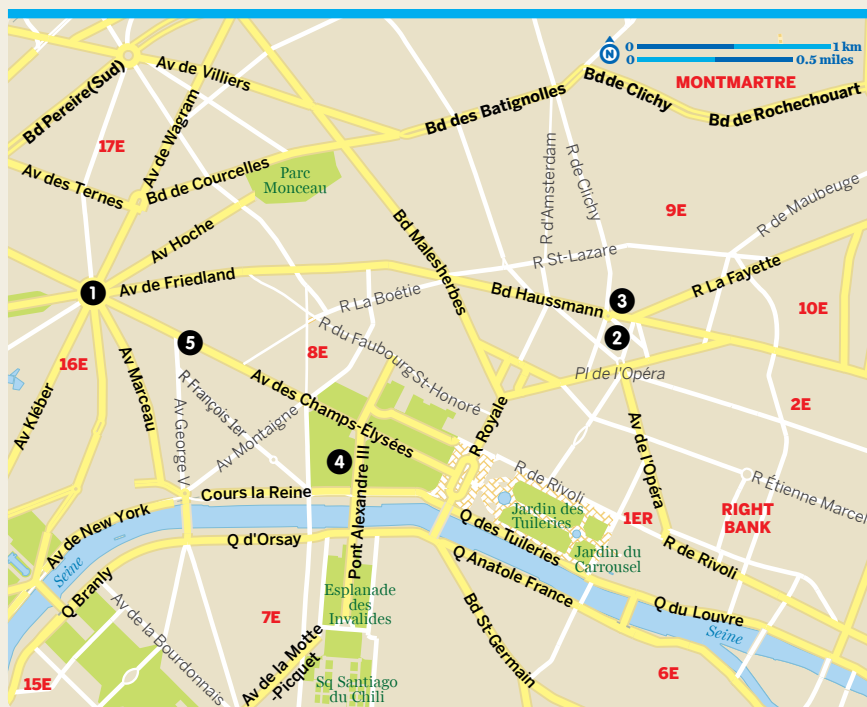 0
1 km
N
0
0.5 miles
Bd Pereire(Sud)
Av de Villiers
MONTMARTRE
Bd de Clichy
Bd de Rochechouart
Bd des Batignolles
17E
Av de Wagram
Av des Ternes
Bd de Courcelles
Parc
Monceau
R d'Amsterdam
R de Clichy
9E
R de Maubeuge
Av Hoche
Bd Malesherbes
R St-Lazare
R La Fayette
1
Av de Friedland
R La Boétie
Bd Haussmann
3
2
10E
5
16E
8E
R du Faubourg St-Honoré
Pl de l'Opéra
Av Kléber
Av Marceau
R François 1er
Av des Champs-Élysées
2E
Av George V
Av Montaigne
R Royale
Av de l'Opéra
4
Pont Alexandre III
R de Rivoli
R Étienne Marcel
Cours la Reine
Jardin des
Tuileries
1ER
RIGHT
BANK
Av de New York
Q d'Orsay
Q des Tuileries
Jardin du
Carrousel
R de Rivoli
Seine
Q Branly
Q Anatole France
Esplanade
des
Invalides
7E
Q du Louvre
Seine
Av de la Bourdonnais
Av de la Motte
-Picquet
Bd St-Germain
6E
15E
Sq Santiago
du Chili